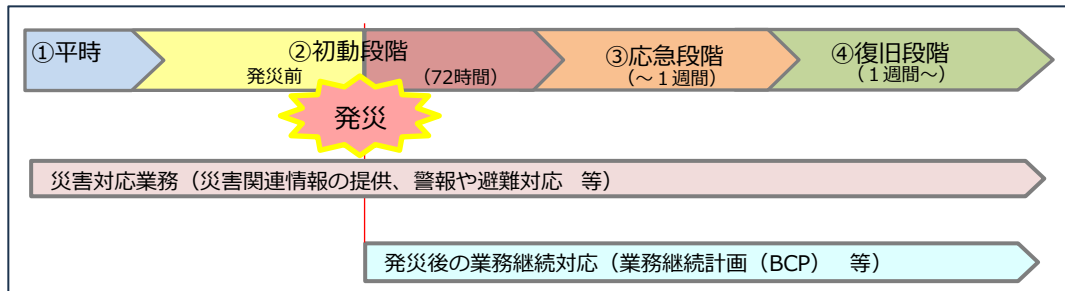 ①平時
②初動段階
発災前
(72時間)
③応急段階
(~1週間)
④復旧段階
(1週間~)
発災
災害対応業務(災害関連情報の提供、警報や避難対応 等)
発災後の業務継続対応(業務継続計画(BCP) 等)